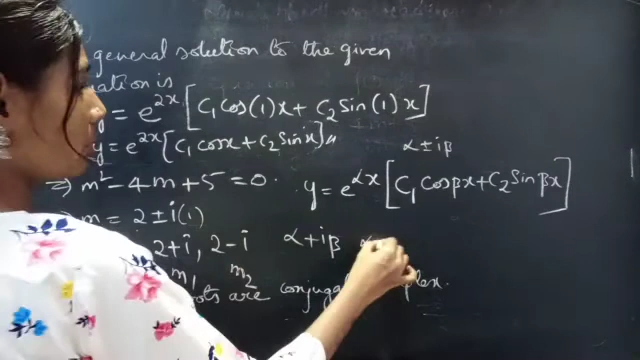 general solution to the given
ation is
y = e^2x [C1 cos(1)x + C2 sin(1)x]
y = e^2x [C1 cosx + C2 sinx]//
α ± iβ
⇒ m² - 4m + 5 = 0.
y = e^αx [C1 cosβx + C2 sinβx]
m = 2 ± i(1)
2+i, 2-i
α+iβ
m1 m2
are conjuga plex.